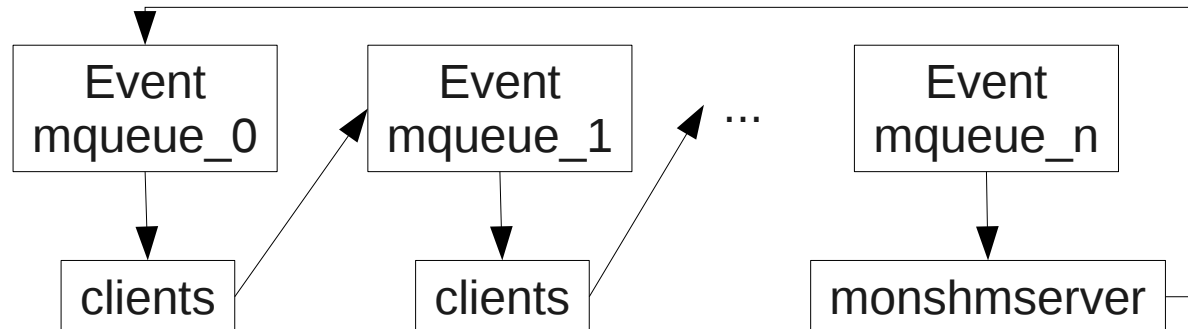 Event
mqueue_0
Event
mqueue_1
...
Event
mqueue_n
clients
clients
monshmserver